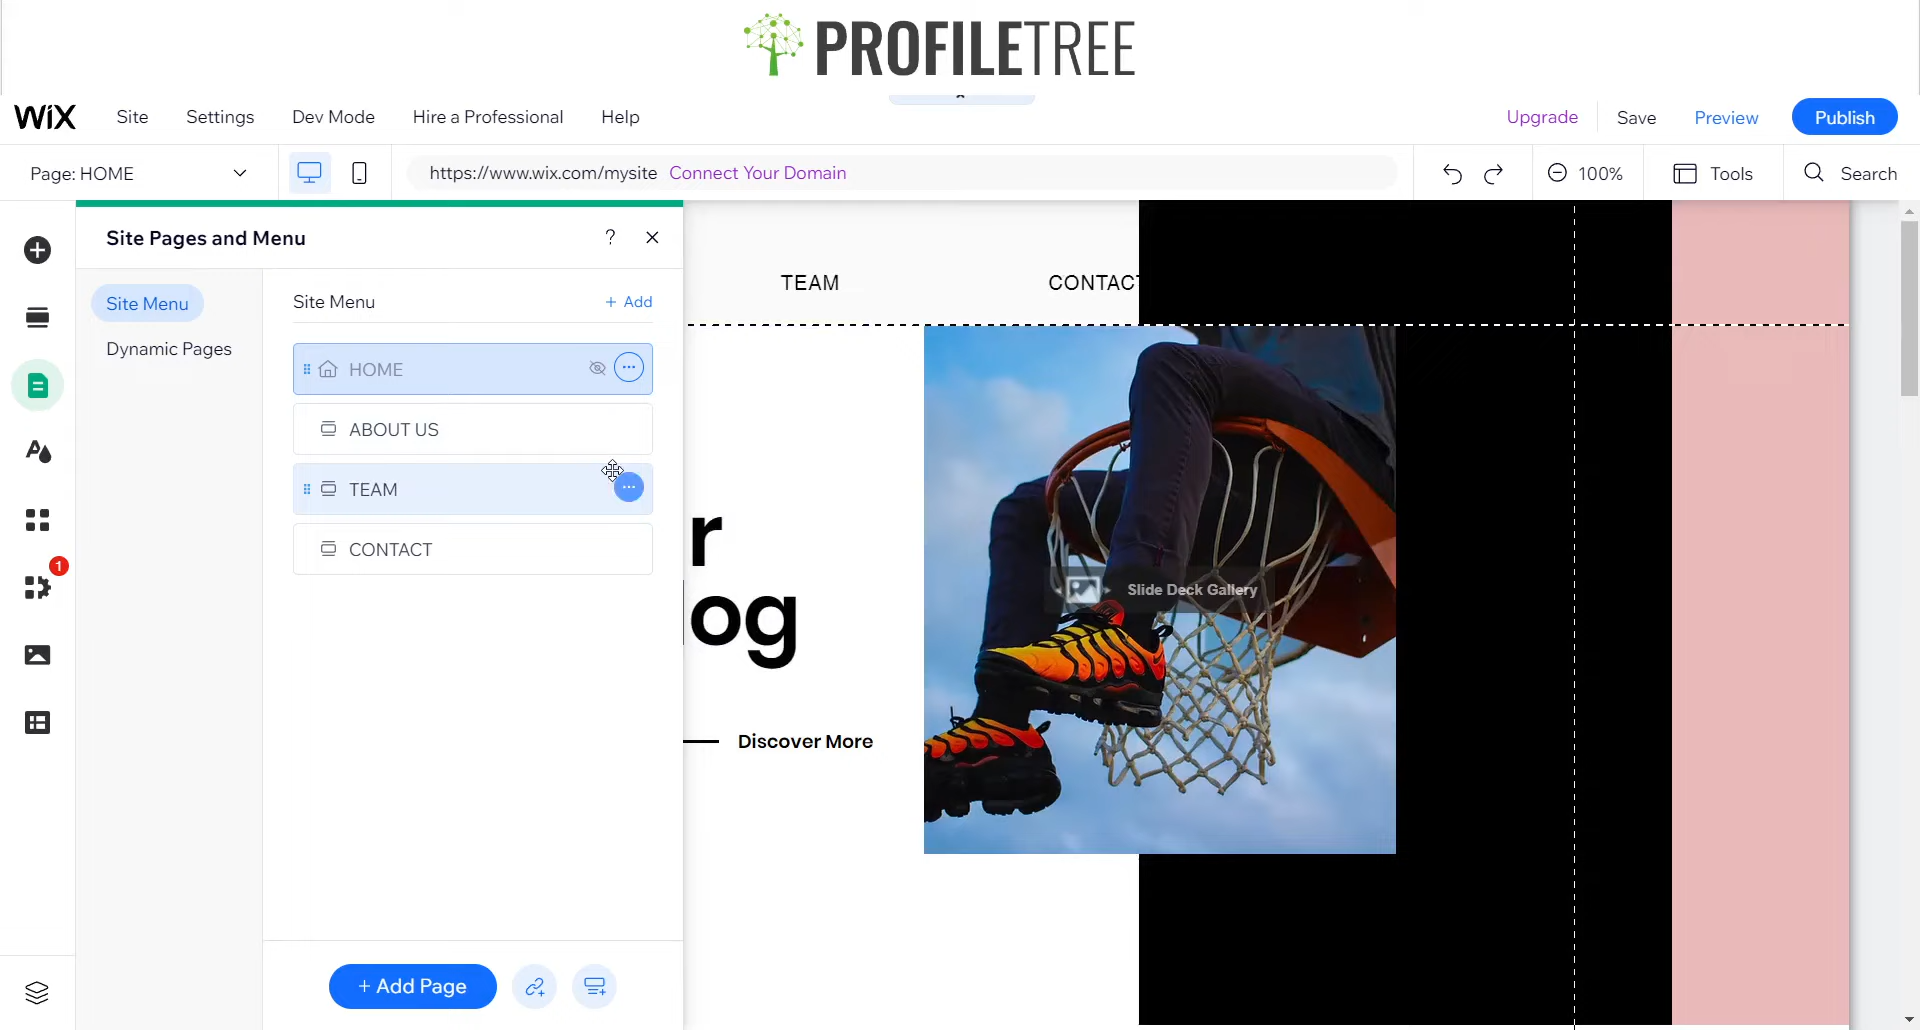 PROFILETREE
WiX Site Settings Dev Mode Hire a Professional Help Upgrade Save Preview Publish
Page: HOME https://www.wix.com/mysite Connect Your Domain 100% Tools Search
Site Pages and Menu ?
Site Menu
Dynamic Pages
Site Menu + Add
HOME
ABOUT US
TEAM
CONTACT
+ Add Page
1
TEAM CONTACT
r
log
Discover More
Slide Deck Gallery